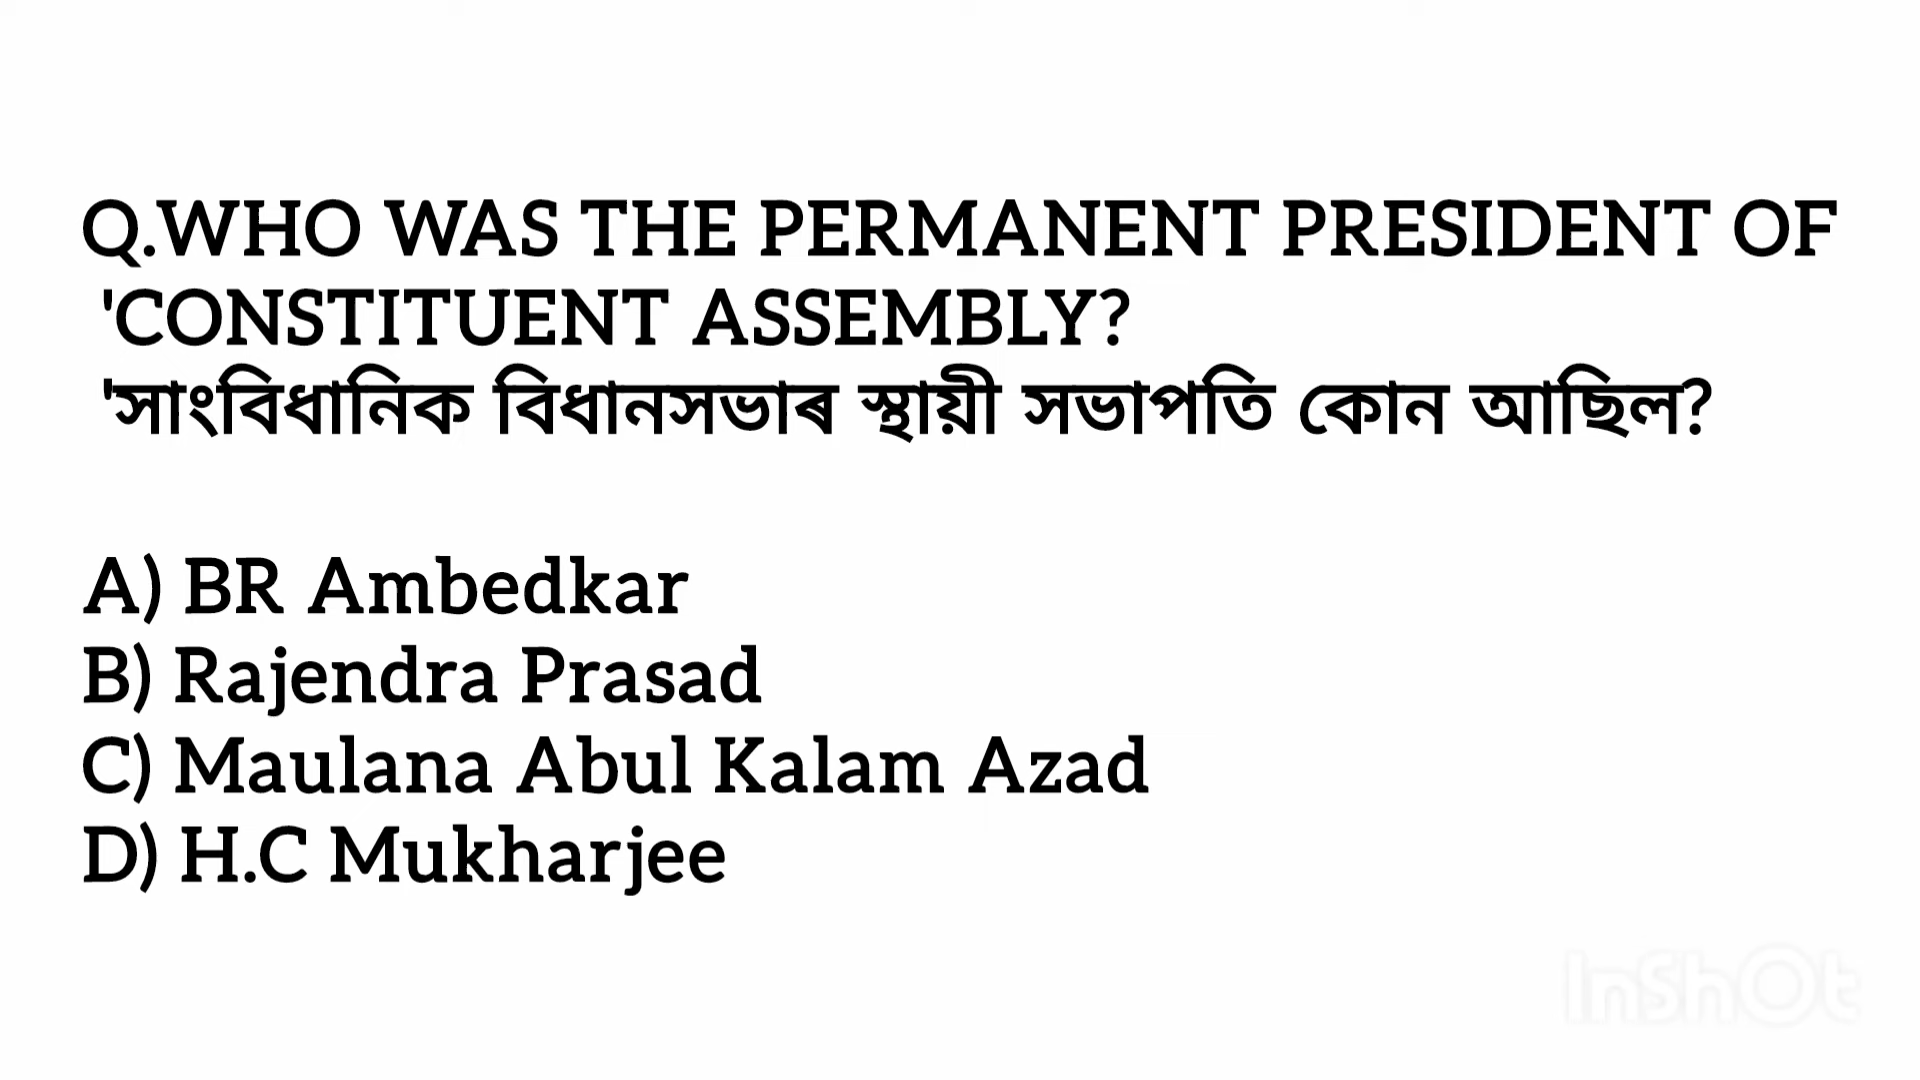 Q.WHO WAS THE PERMANENT PRESIDENT OF
'CONSTITUENT ASSEMBLY?
'সাংবিধানিক বিধানসভাৰ স্থায়ী সভাপতি কোন আছিল?
A) BR Ambedkar
B) Rajendra Prasad
C) Maulana Abul Kalam Azad
D) H.C Mukharjee
InShOt